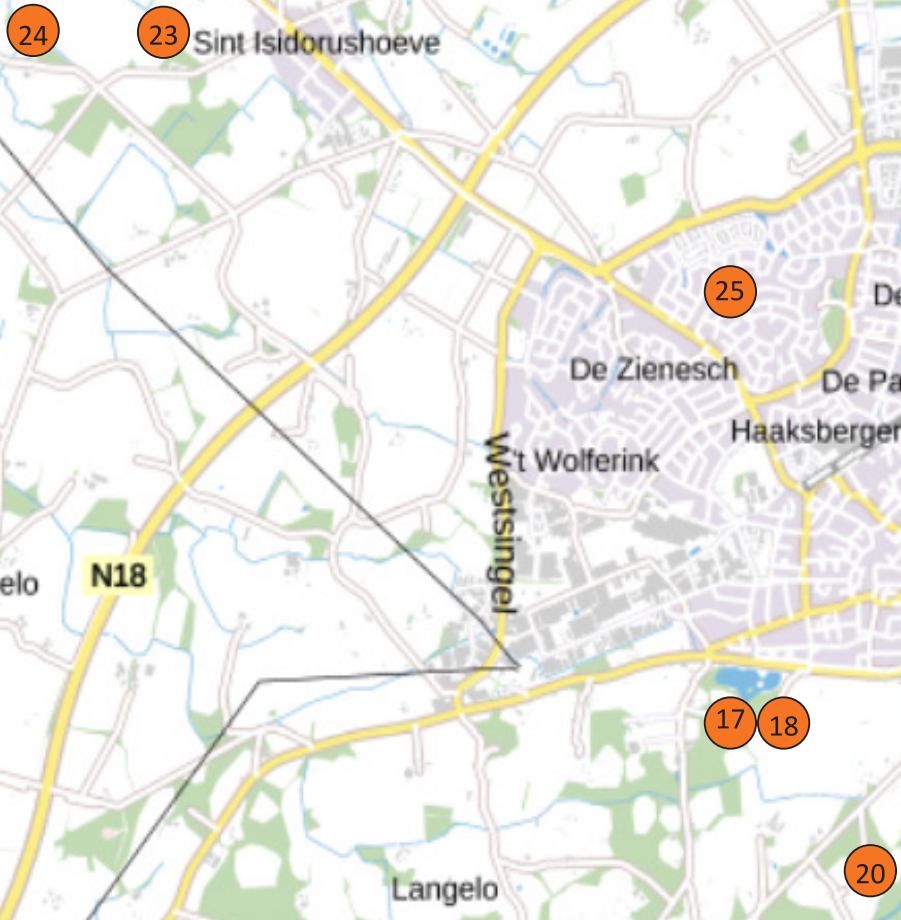 24
23
Sint Isidorushoeve
25
De
De Zienesch
De Pa
Haaksberger
't Wolferink
Westsingel
N18
elo
17
18
20
Langelo